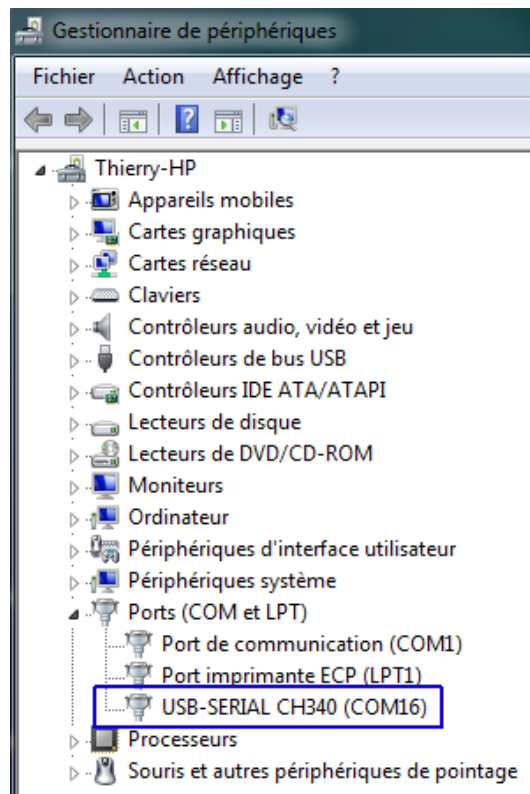 Gestionnaire de périphériques
Fichier Action Affichage ?
Thierry-HP
Appareils mobiles
Cartes graphiques
Cartes réseau
Claviers
Contrôleurs audio, vidéo et jeu
Contrôleurs de bus USB
Contrôleurs IDE ATA/ATAPI
Lecteurs de disque
Lecteurs de DVD/CD-ROM
Moniteurs
Ordinateur
Périphériques d'interface utilisateur
Périphériques système
Ports (COM et LPT)
Port de communication (COM1)
Port imprimante ECP (LPT1)
USB-SERIAL CH340 (COM16)
Processeurs
Souris et autres périphériques de pointage